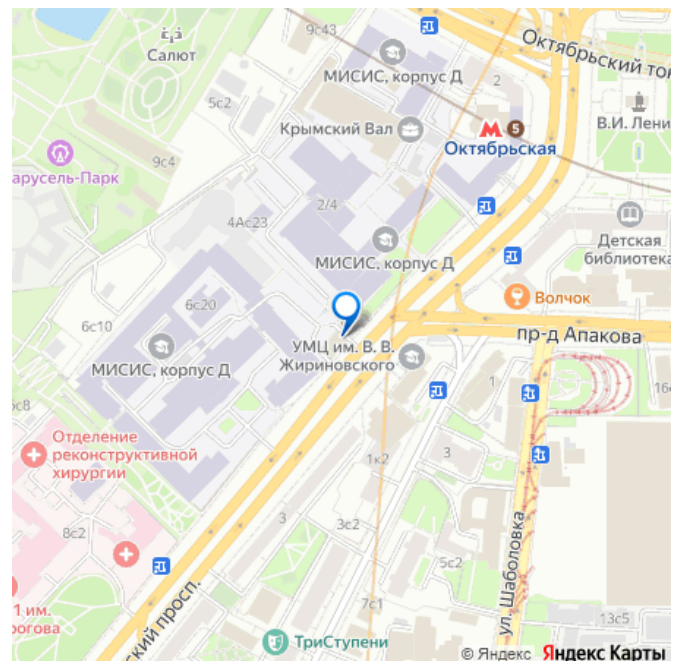 9с43
Салют
МИСИС, корпус Д
2
Октябрьский тон
5с2
Крымский Вал
5
В.И. Лени
Октябрьская
арусель-Парк
9с4
2/4
4Ас23
МИСИС, корпус Д
Детская
библиотека
6с20
Волчок
6с10
УМЦ им. В. В.
Жириновского
пр-д Апакова
МИСИС, корпус Д
1
16
6с8
Отделение
реконструктивной
хирургии
3
1к2
3
3с2
8с2
5с2
ул. Шаболовка
1 им.
рогова
ский просп.
7с1
13с5
ТриСтупени
© Яндекс Яндекс Карты